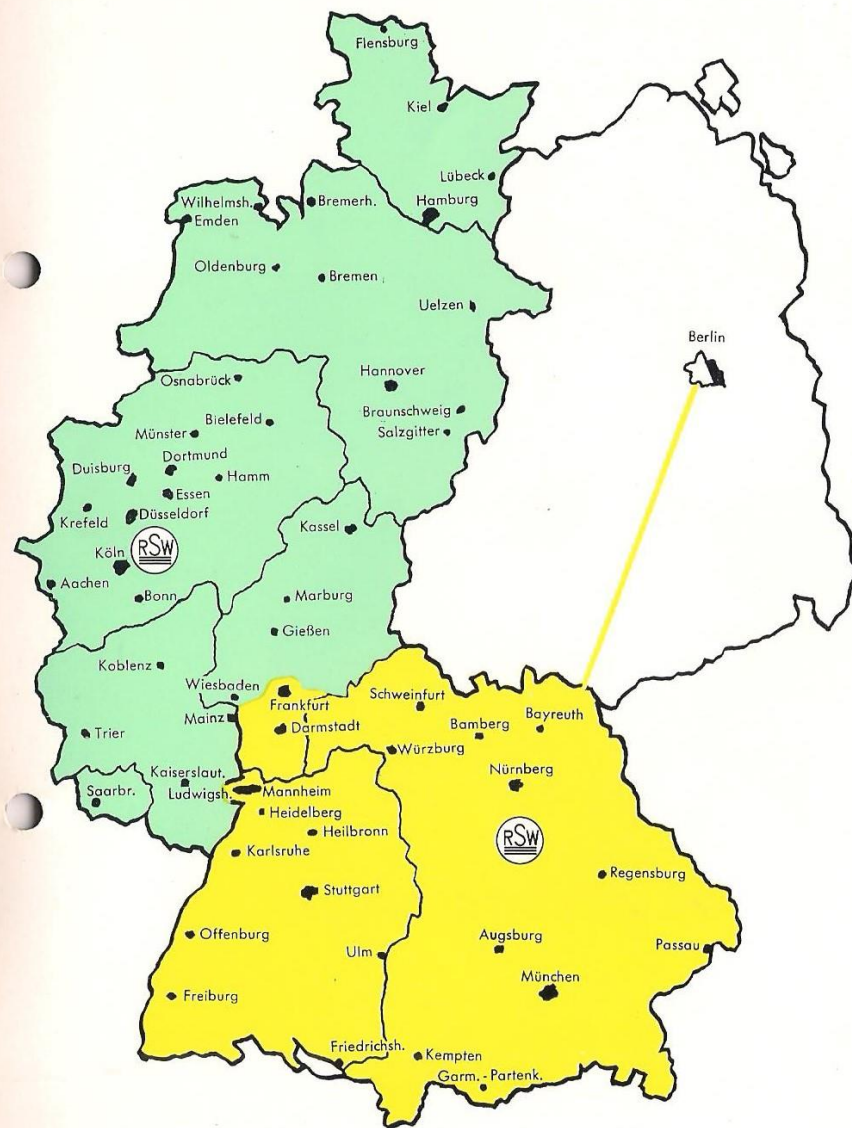 Flensburg
Kiel
Lübeck
Hamburg
Wilhelmsh.
Bremerh.
Emden
Oldenburg
Bremen
Uelzen
Berlin
Osnabrück
Hannover
Bielefeld
Braunschweig
Münster
Salzgitter
Dortmund
Duisburg
Hamm
Essen
Krefeld
Düsseldorf
Kassel
RSW
Köln
Aachen
Bonn
Marburg
Gießen
Koblenz
Wiesbaden
Frankfurt
Schweinfurt
Mainz
Darmstadt
Bamberg
Bayreuth
Trier
Würzburg
Nürnberg
Kaiserslaut.
Saarbr.
Ludwigsh.
Mannheim
Heidelberg
Heilbronn
RSW
Karlsruhe
Regensburg
Stuttgart
Offenburg
Augsburg
Passau
Ulm
München
Freiburg
Friedrichsh.
Kempten
Garm.-Partenk.